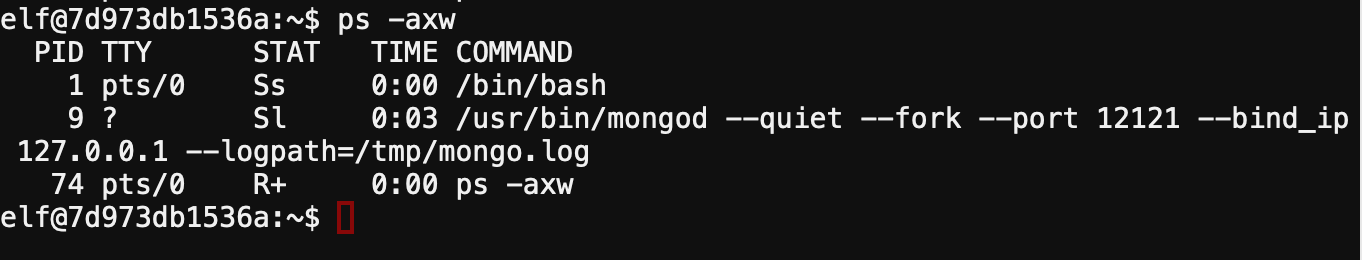 elf@7d973db1536a:~$ ps -axw
  PID TTY      STAT   TIME COMMAND
    1 pts/0    Ss     0:00 /bin/bash
    9 ?        Sl     0:03 /usr/bin/mongod --quiet --fork --port 12121 --bind_ip
 127.0.0.1 --logpath=/tmp/mongo.log
   74 pts/0    R+     0:00 ps -axw
elf@7d973db1536a:~$